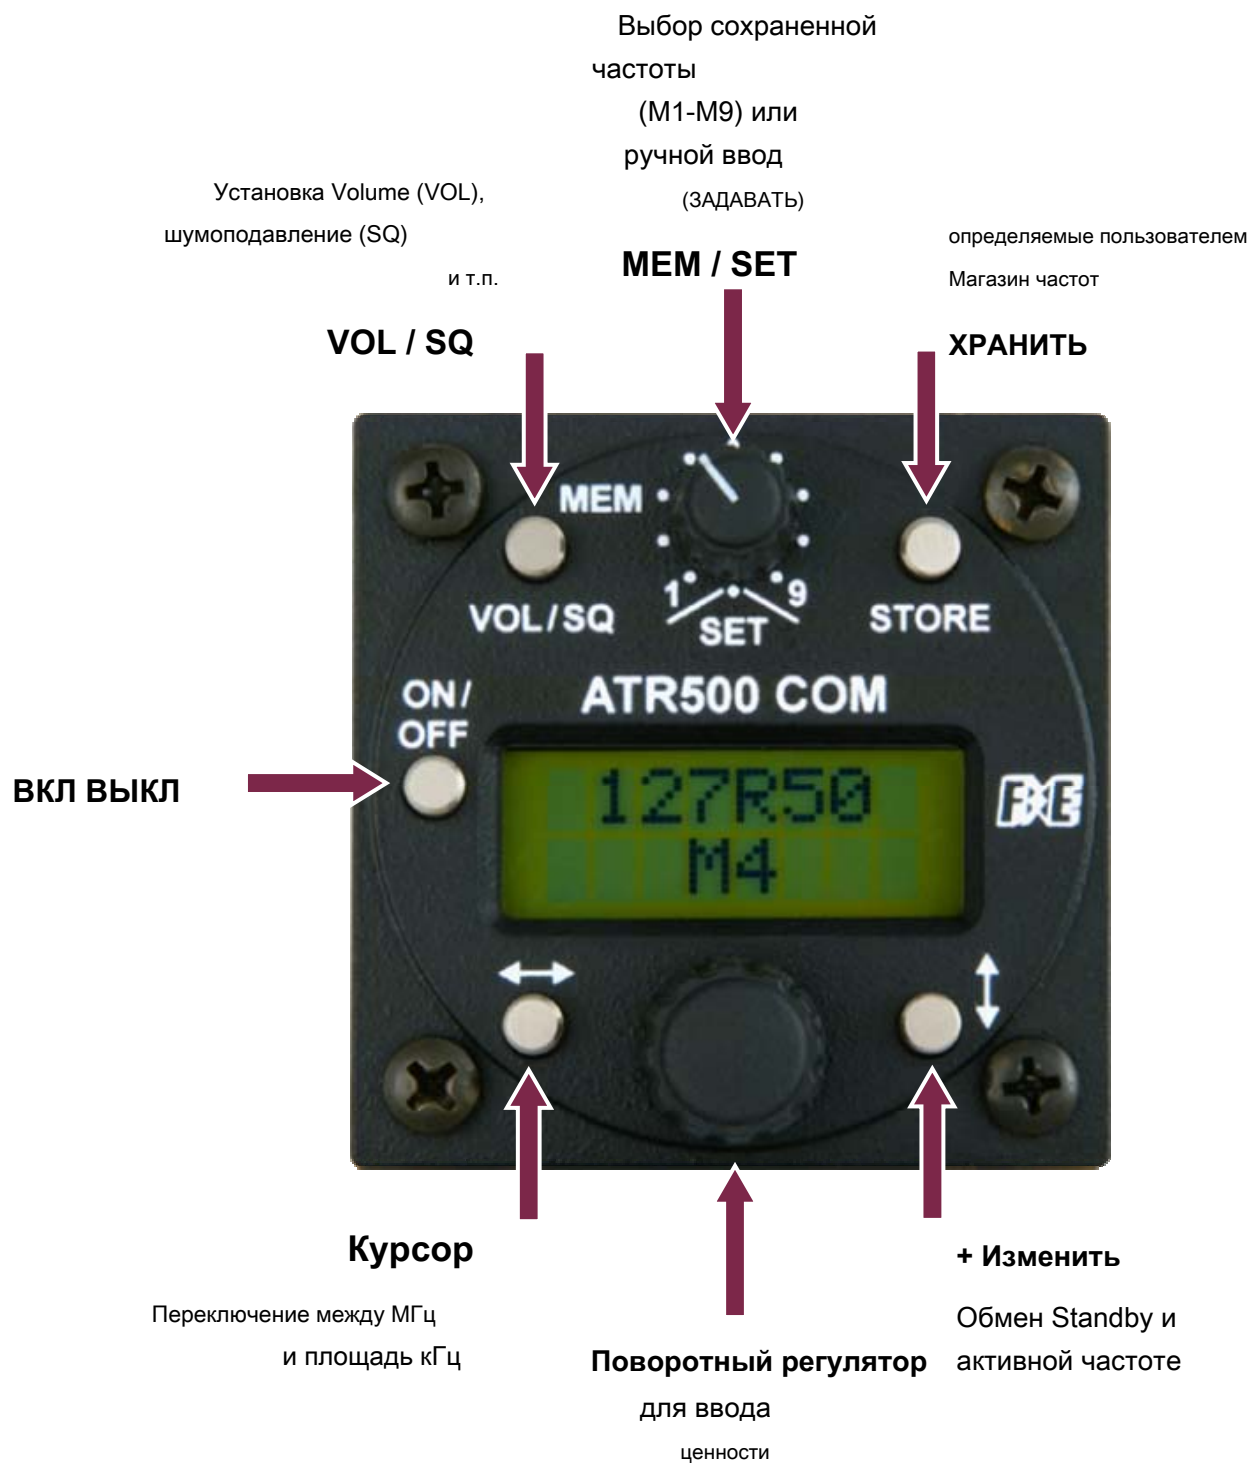 Выбор сохраненной
частоты
(M1-M9) или
ручной ввод
(ЗАДАВАТЬ)
Установка Volume (VOL),
шумоподавление (SQ)
и т.п.
определяемые пользователем
Магазин частот
MEM / SET
VOL / SQ
ХРАНИТЬ
MEM
VOL/SQ
1
SET
9
STORE
ON/
OFF
ATR500 COM
127R50
M4
ВКЛ ВЫКЛ
Курсор
Переключение между МГц
и площадь кГц
Поворотный регулятор
для ввода
ценности
+ Изменить
Обмен Standby и
активной частоте